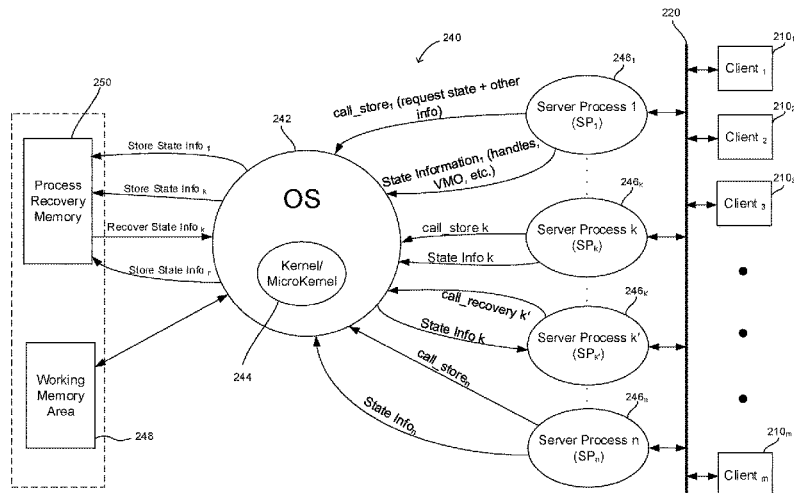 220
210₁
240
246₁
Client ₁
250
call_store₁ (request state + other
info)
Server Process 1
(SP₁)
242
210₂
Store State Info ₁
Client ₂
State Information₁ (handles,
VMO, etc.)
Process
Recovery
Memory
OS
246ₖ
210₃
Store State Info ₖ
Client ₃
call_store k
Server Process k
(SPₖ)
Recover State Info ₖ
State Info k
Kernel/
MicroKernel
call_recovery k'
246ₖ'
Store State Info ₙ
State Info k
Server Process k'
(SPₖ')
244
call_storeₙ
Working
Memory
Area
246ₙ
State Infoₙ
Server Process n
(SPₙ)
210ₘ
248
Client ₘ